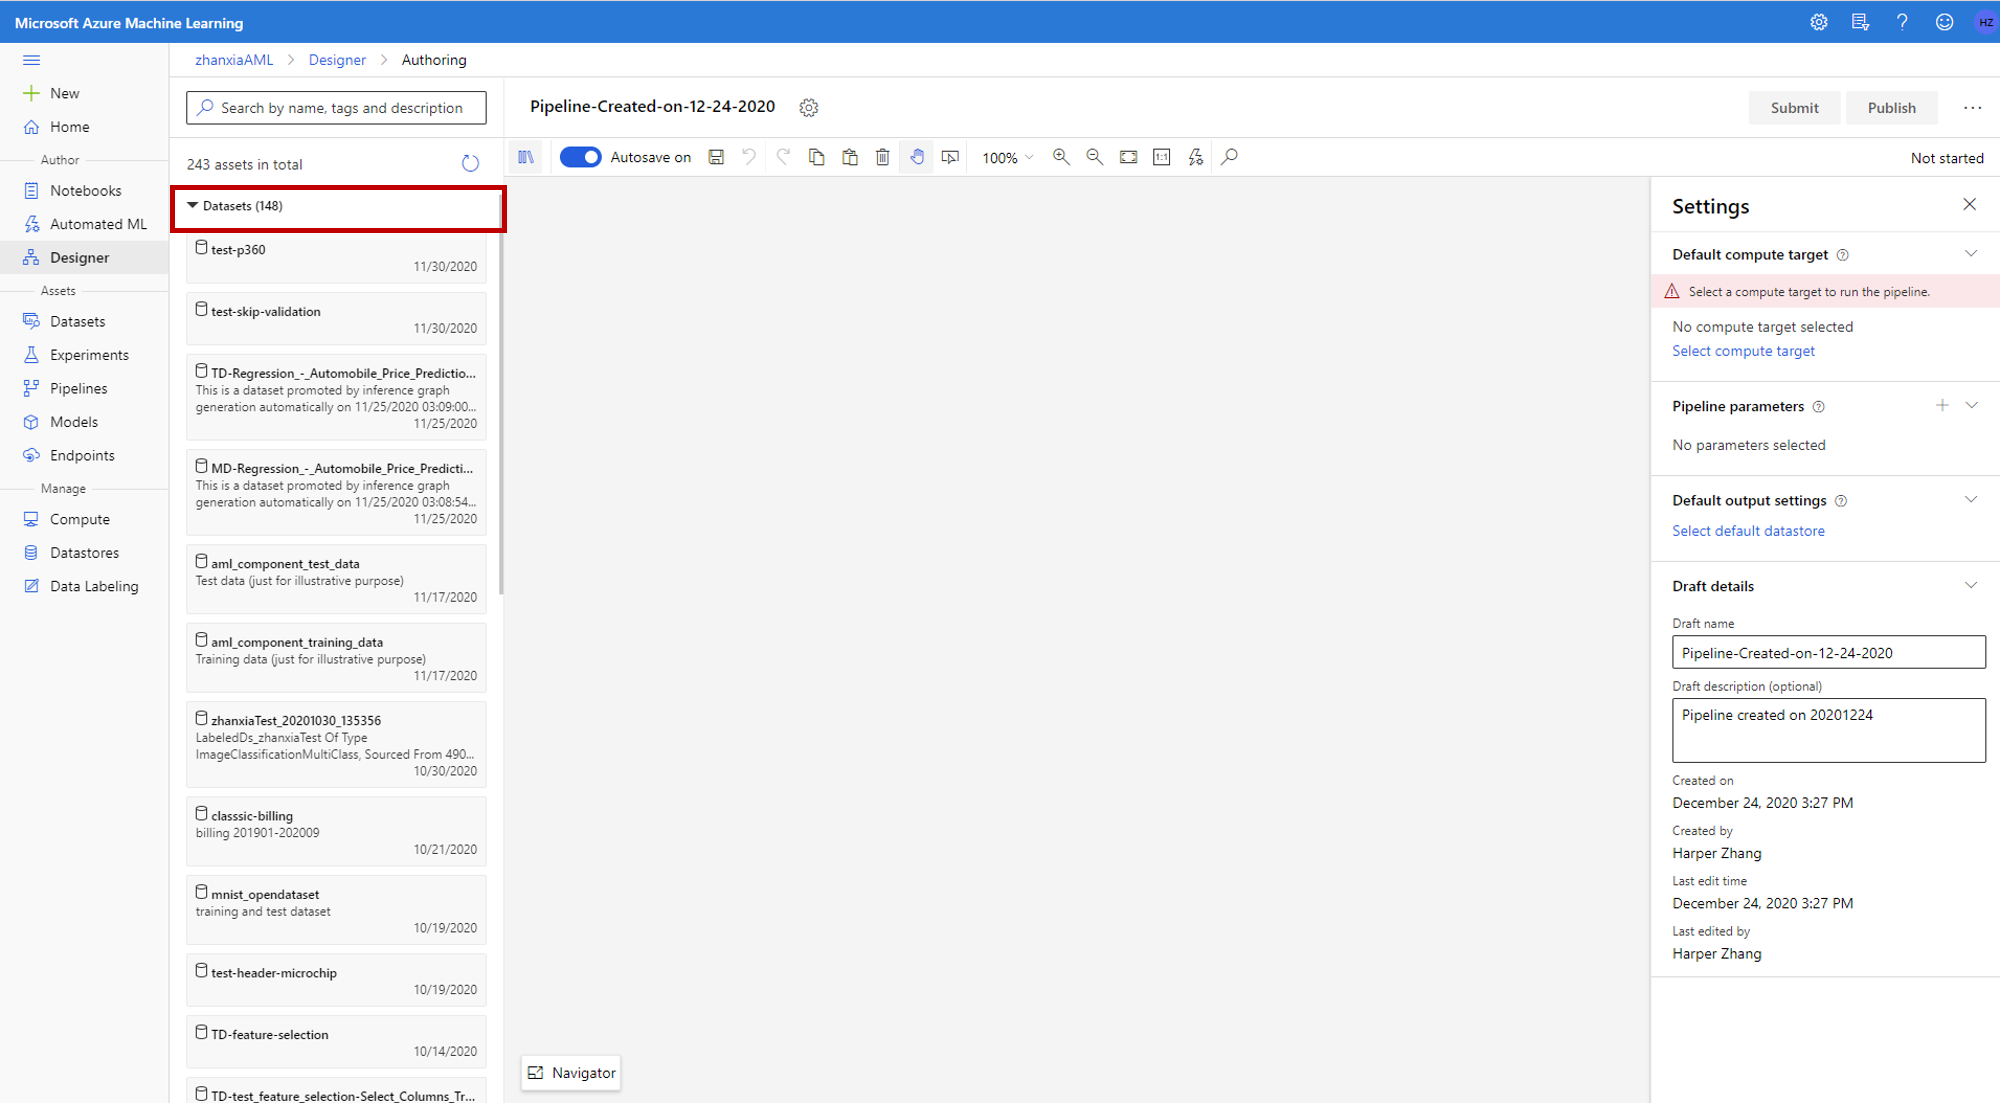 Microsoft Azure Machine Learning
HZ
zhanxiaAML > Designer > Authoring
New
Home
Author
Notebooks
Automated ML
Designer
Assets
Datasets
Experiments
Pipelines
Models
Endpoints
Manage
Compute
Datastores
Data Labeling
Search by name, tags and description
243 assets in total
Datasets (148)
test-p360
11/30/2020
test-skip-validation
11/30/2020
TD-Regression_-_Automobile_Price_Predictio...
This is a dataset promoted by inference graph
generation automatically on 11/25/2020 03:09:00...
11/25/2020
MD-Regression_-_Automobile_Price_Predicti...
This is a dataset promoted by inference graph
generation automatically on 11/25/2020 03:08:54...
11/25/2020
aml_component_test_data
Test data (just for illustrative purpose)
11/17/2020
aml_component_training_data
Training data (just for illustrative purpose)
11/17/2020
zhanxiaTest_20201030_135356
LabeledDs_zhanxiaTest Of Type
ImageClassificationMultiClass, Sourced From 490...
10/30/2020
classsic-billing
billing 201901-202009
10/21/2020
mnist_opendataset
training and test dataset
10/19/2020
test-header-microchip
10/19/2020
TD-feature-selection
10/14/2020
TD-test_feature_selection-Select_Columns_Tr...
Pipeline-Created-on-12-24-2020
Submit
Publish
...
Autosave on
100%
1:1
Not started
Navigator
Settings
Default compute target
Select a compute target to run the pipeline.
No compute target selected
Select compute target
Pipeline parameters
No parameters selected
Default output settings
Select default datastore
Draft details
Draft name
Pipeline-Created-on-12-24-2020
Draft description (optional)
Pipeline created on 20201224
Created on
December 24, 2020 3:27 PM
Created by
Harper Zhang
Last edit time
December 24, 2020 3:27 PM
Last edited by
Harper Zhang